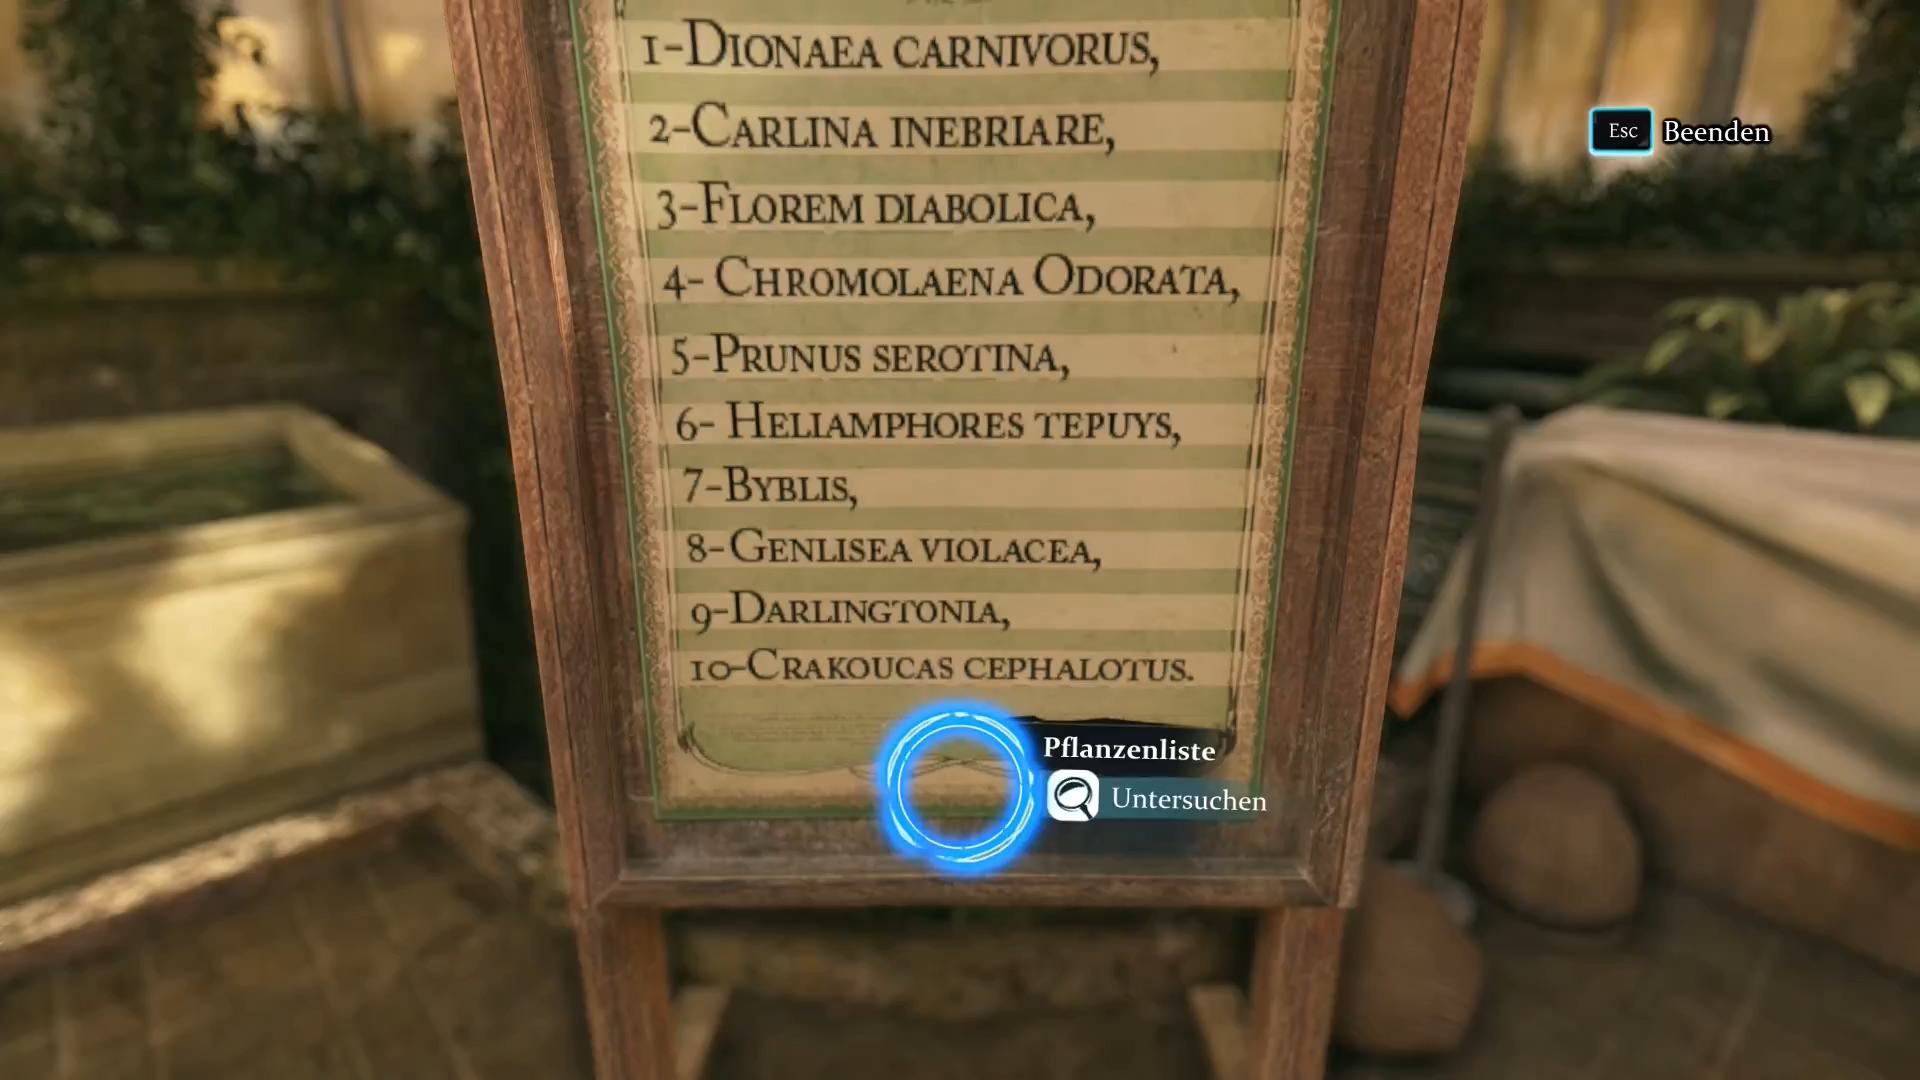 1-Dionaea carnivorus,
2-Carlina inebriare,
3-Florem diabolica,
4- Chromolaena Odorata,
5-Prunus serotina,
6- Heliamphores tepuys,
7-Byblis,
8-Genlisea violacea,
9-Darlingtonia,
10-Crakoucas cephalotus.
Esc Beenden
Pflanzenliste
Untersuchen